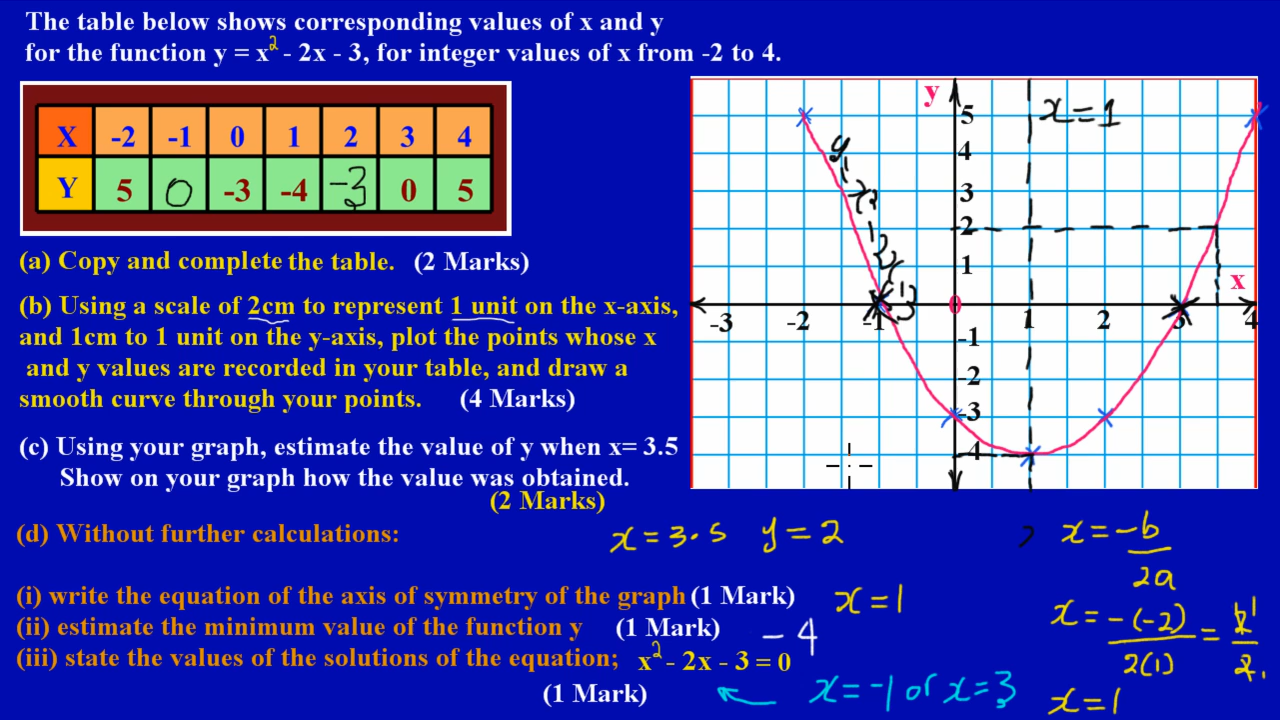 The table below shows corresponding values of x and y
for the function y = x² - 2x - 3, for integer values of x from -2 to 4.
X -2 -1 0 1 2 3 4
Y 5 0 -3 -4 -3 0 5
(a) Copy and complete the table. (2 Marks)
(b) Using a scale of 2cm to represent 1 unit on the x-axis,
and 1cm to 1 unit on the y-axis, plot the points whose x
and y values are recorded in your table, and draw a
smooth curve through your points. (4 Marks)
(c) Using your graph, estimate the value of y when x= 3.5
Show on your graph how the value was obtained.
(2 Marks)
(d) Without further calculations:
(i) write the equation of the axis of symmetry of the graph (1 Mark)
(ii) estimate the minimum value of the function y (1 Mark)
(iii) state the values of the solutions of the equation; x² - 2x - 3 = 0
(1 Mark)
y
x = 1
5
4
3
2
1
x
-3 -2 -1 0 1 2 3 4
-1
-2
-3
-4
x = 3.5 y = 2
x = 1
- 4
x = -1 or x = 3
x = -b
2a
x = -(-2) = 2 1
2(1) 2 1
x = 1